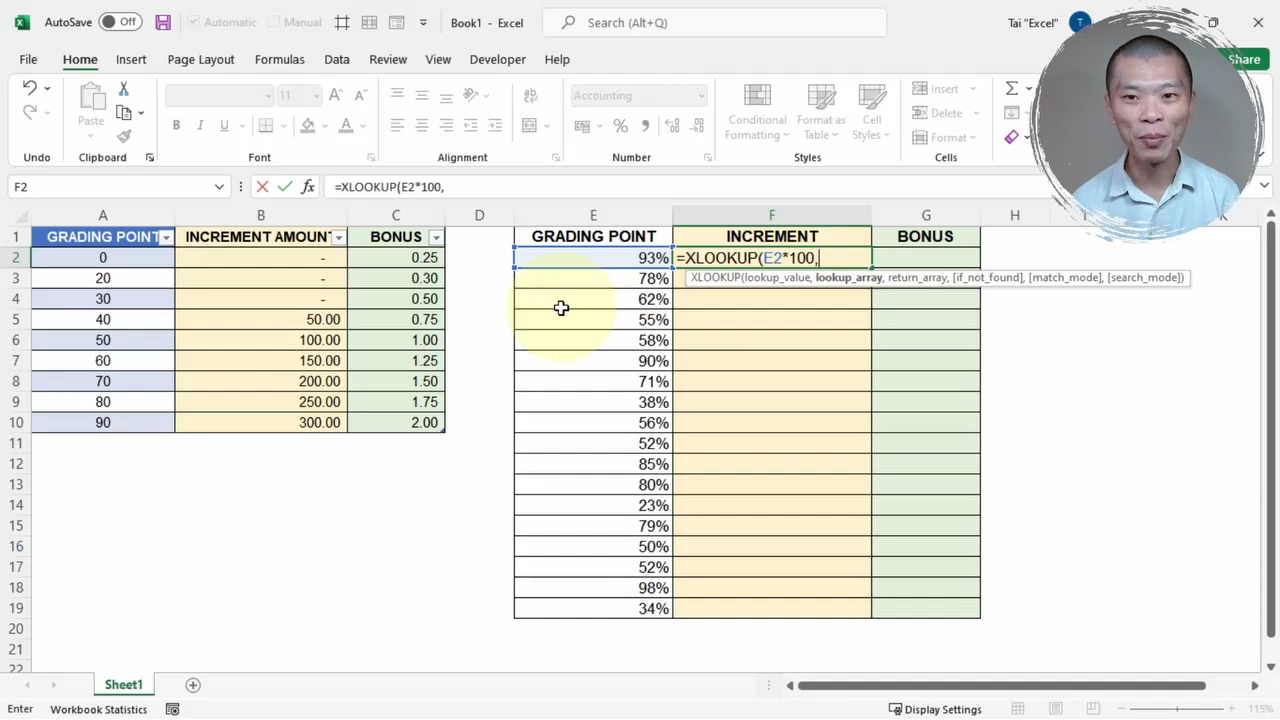 AutoSave Off Automatic Manual Book1 - Excel Search (Alt+Q) Tai "Excel" T
File Home Insert Page Layout Formulas Data Review View Developer Help Share
11
Paste
Accounting
Conditional Formatting
Format as Table
Cell Styles
Insert
Delete
Format
Undo Clipboard Font Alignment Number Styles Cells
F2 =XLOOKUP(E2*100,
A B C D E F G H
1 GRADING POINT INCREMENT AMOUNT BONUS GRADING POINT INCREMENT BONUS
2 0 - 0.25 93% =XLOOKUP(E2*100,
XLOOKUP(lookup_value, lookup_array, return_array, [if_not_found], [match_mode], [search_mode])
3 20 - 0.30 78%
4 30 - 0.50 62%
5 40 50.00 0.75 55%
6 50 100.00 1.00 58%
7 60 150.00 1.25 90%
8 70 200.00 1.50 71%
9 80 250.00 1.75 38%
10 90 300.00 2.00 56%
11 52%
12 85%
13 80%
14 23%
15 79%
16 50%
17 52%
18 98%
19 34%
20
21
22
Sheet1
Enter Workbook Statistics Display Settings 115%